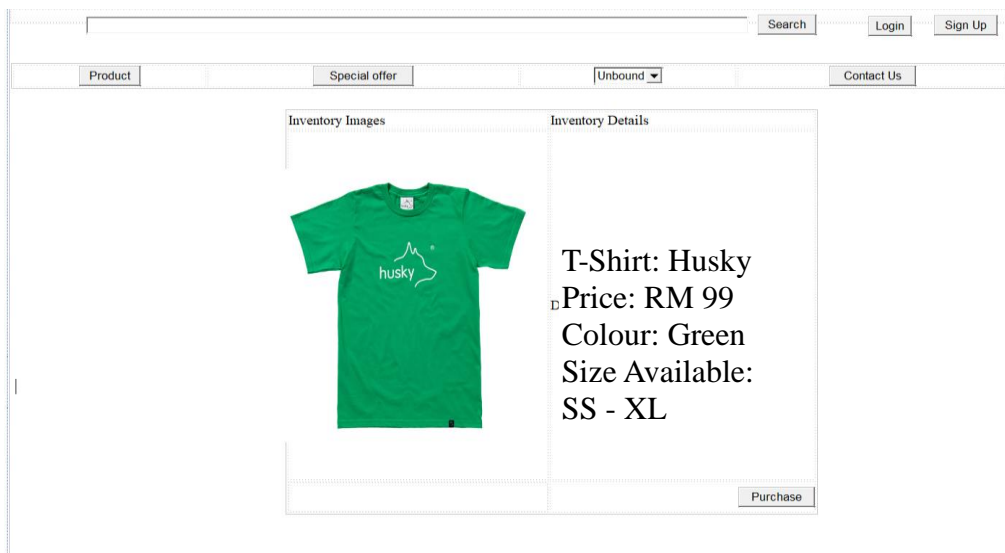 Search
Login
Sign Up
Product
Special offer
Unbound
Contact Us
Inventory Images
Inventory Details
husky
T-Shirt: Husky
D
Price: RM 99
Colour: Green
Size Available:
SS - XL
Purchase